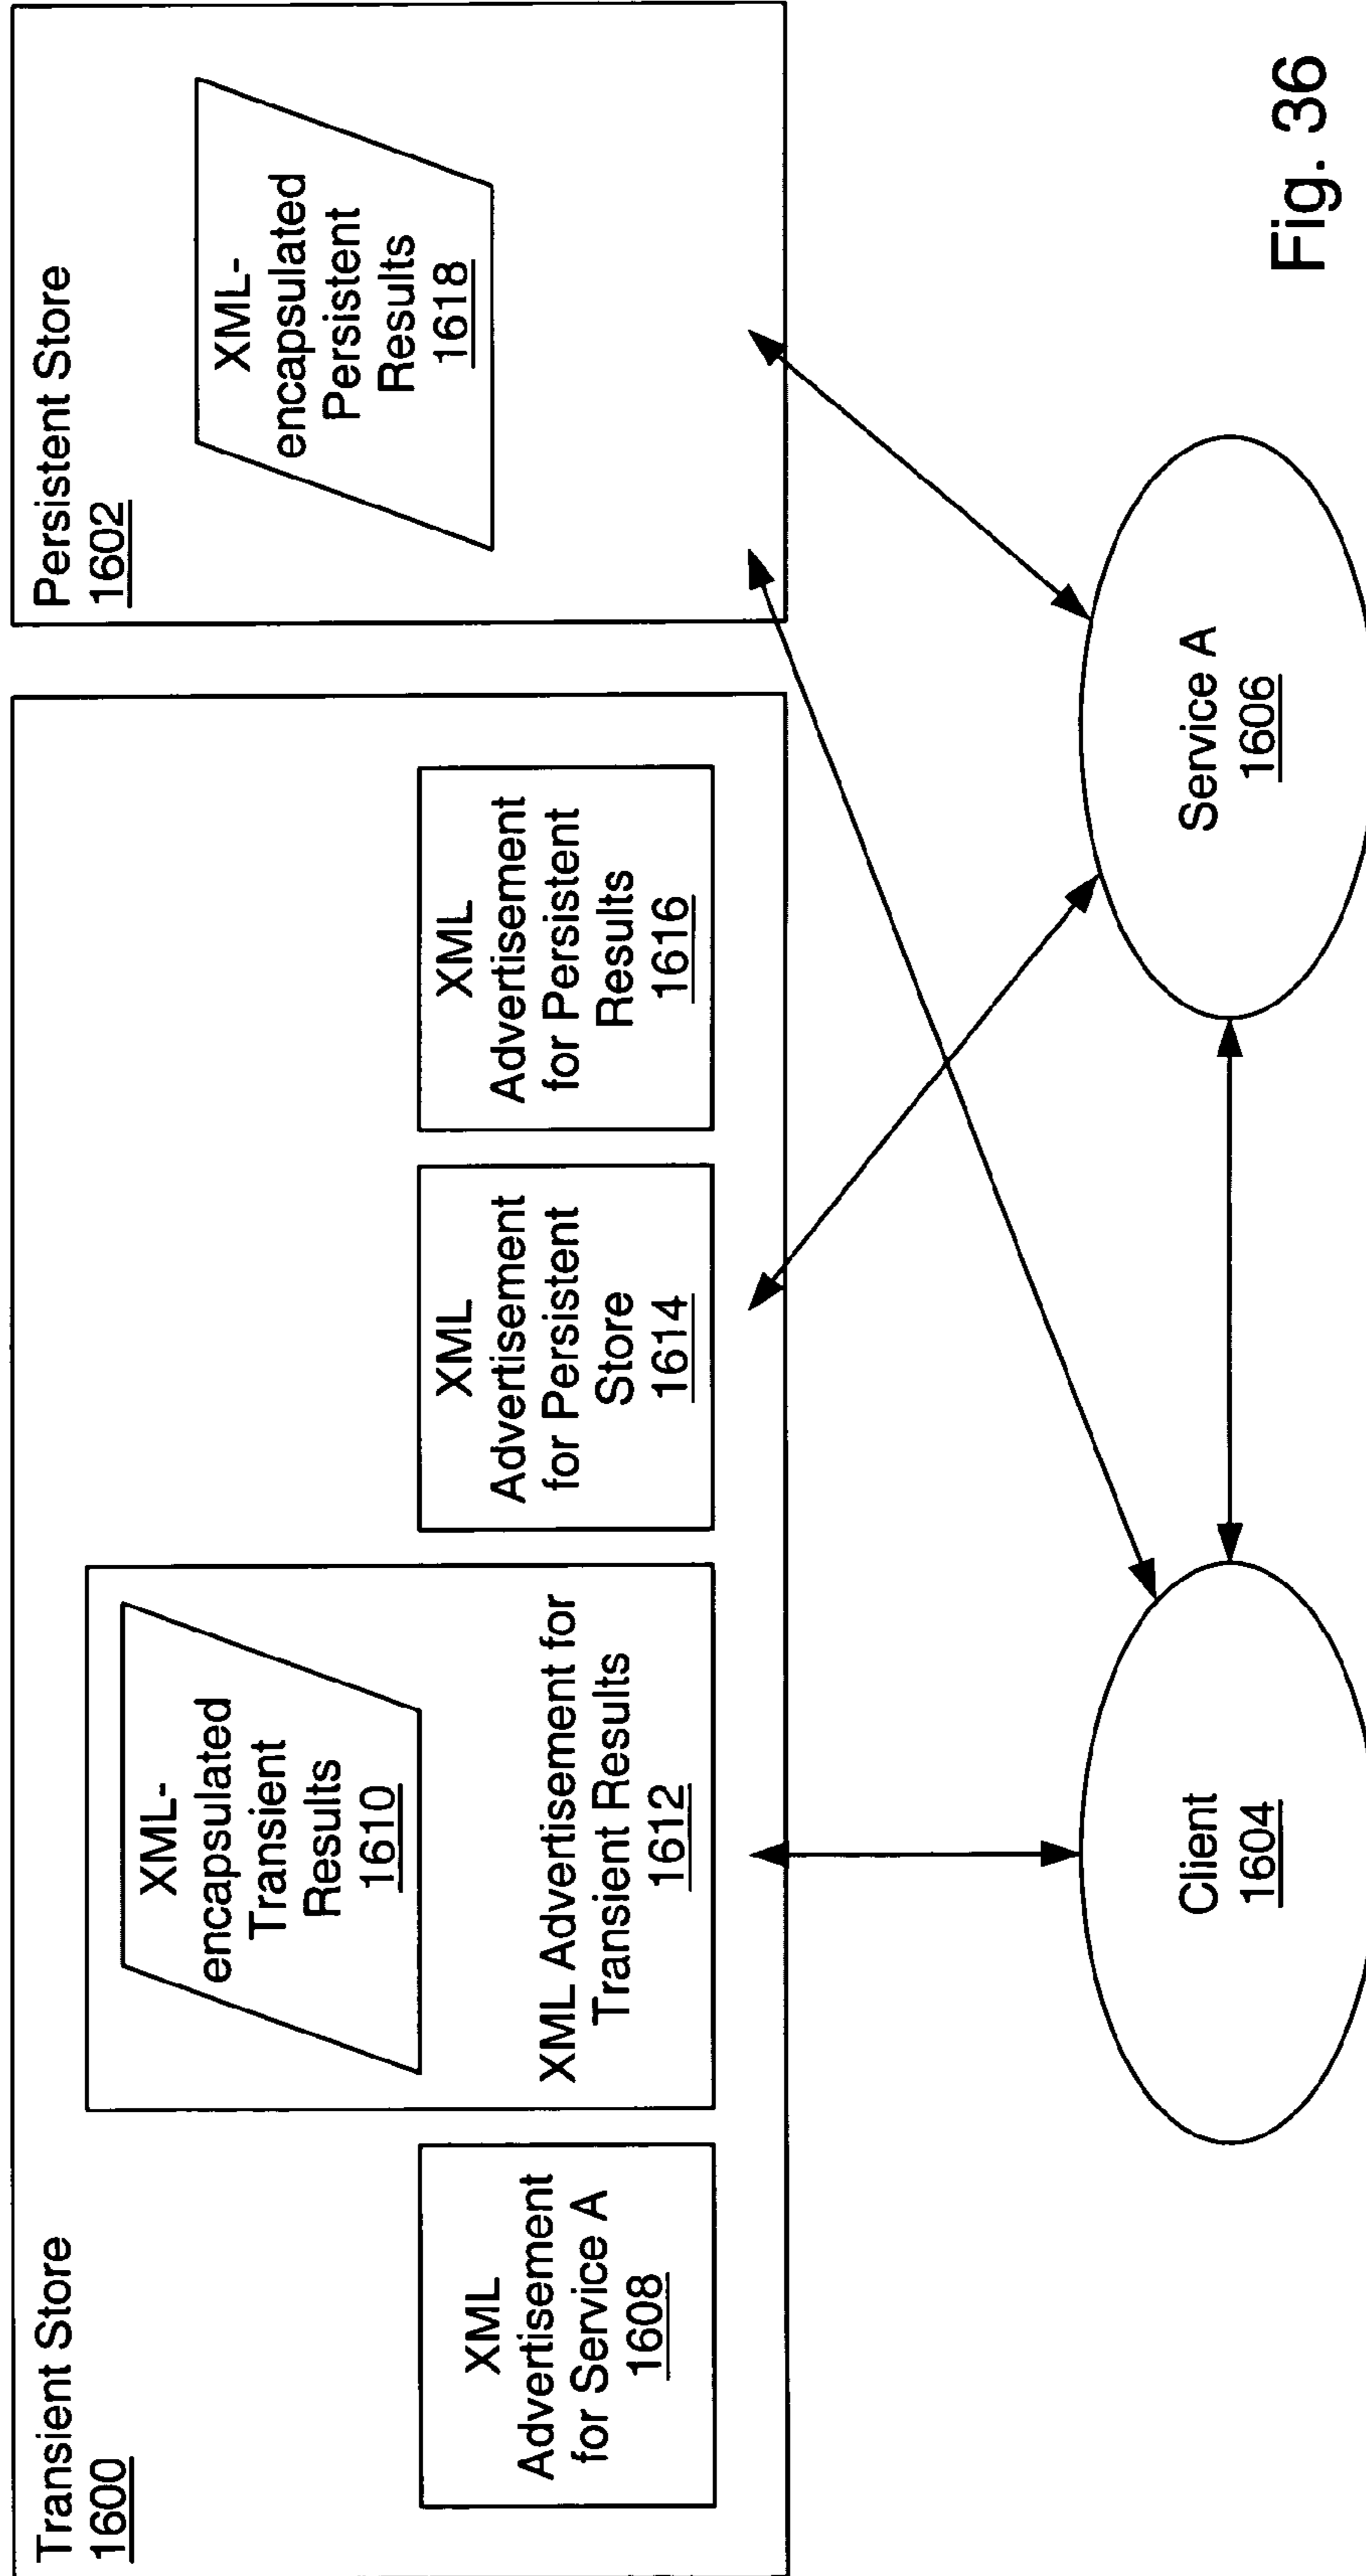 Transient Store
1600
XML
Advertisement
for Service A
1608
XML-
encapsulated
Transient
Results
1610
XML Advertisement for
Transient Results
1612
XML
Advertisement
for Persistent
Store
1614
XML
Advertisement
for Persistent
Results
1616
Persistent Store
1602
XML-
encapsulated
Persistent
Results
1618
Client
1604
Service A
1606
Fig. 36